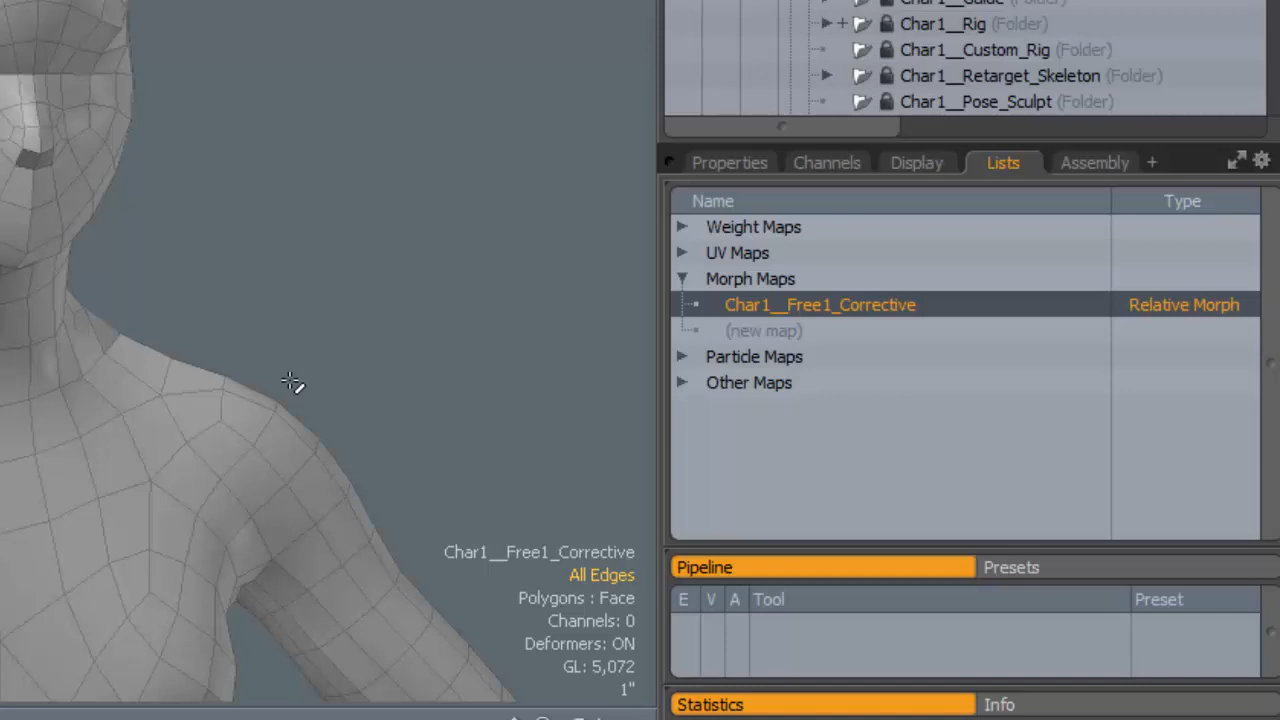 Char1__Guide (Folder)
Char1__Rig (Folder)
Char1__Custom_Rig (Folder)
Char1__Retarget_Skeleton (Folder)
Char1__Pose_Sculpt (Folder)
Properties Channels Display Lists Assembly +
Name Type
Weight Maps
UV Maps
Morph Maps
Char1__Free1_Corrective Relative Morph
(new map)
Particle Maps
Other Maps
Char1__Free1_Corrective
All Edges
Polygons : Face
Channels: 0
Deformers: ON
GL: 5,072
1"
Pipeline Presets
E V A Tool Preset
Statistics Info